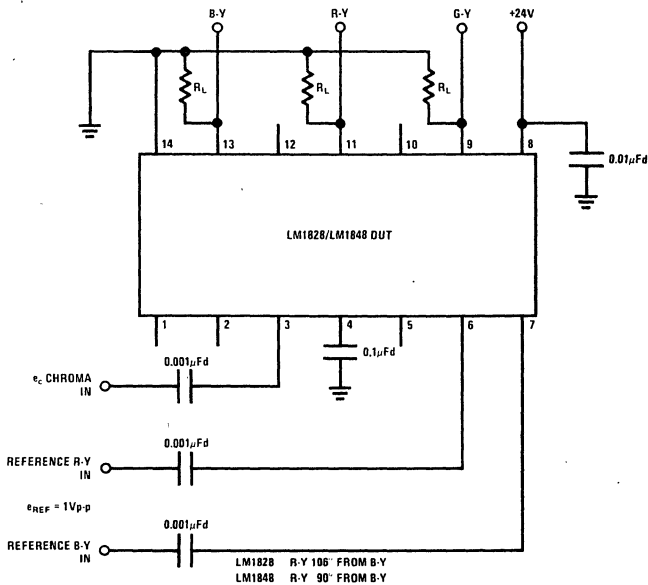 B-Y R-Y G-Y +24V
RL RL RL
14 13 12 11 10 9 8
0.01µFd
LM1828/LM1848 DUT
1 2 3 4 5 6 7
0.001µFd 0.1µFd
ec CHROMA
IN
0.001µFd
REFERENCE R-Y
IN
eREF = 1Vp-p
0.001µFd
REFERENCE B-Y
IN
LM1828 R-Y 106° FROM B-Y
LM1848 R-Y 90° FROM B-Y